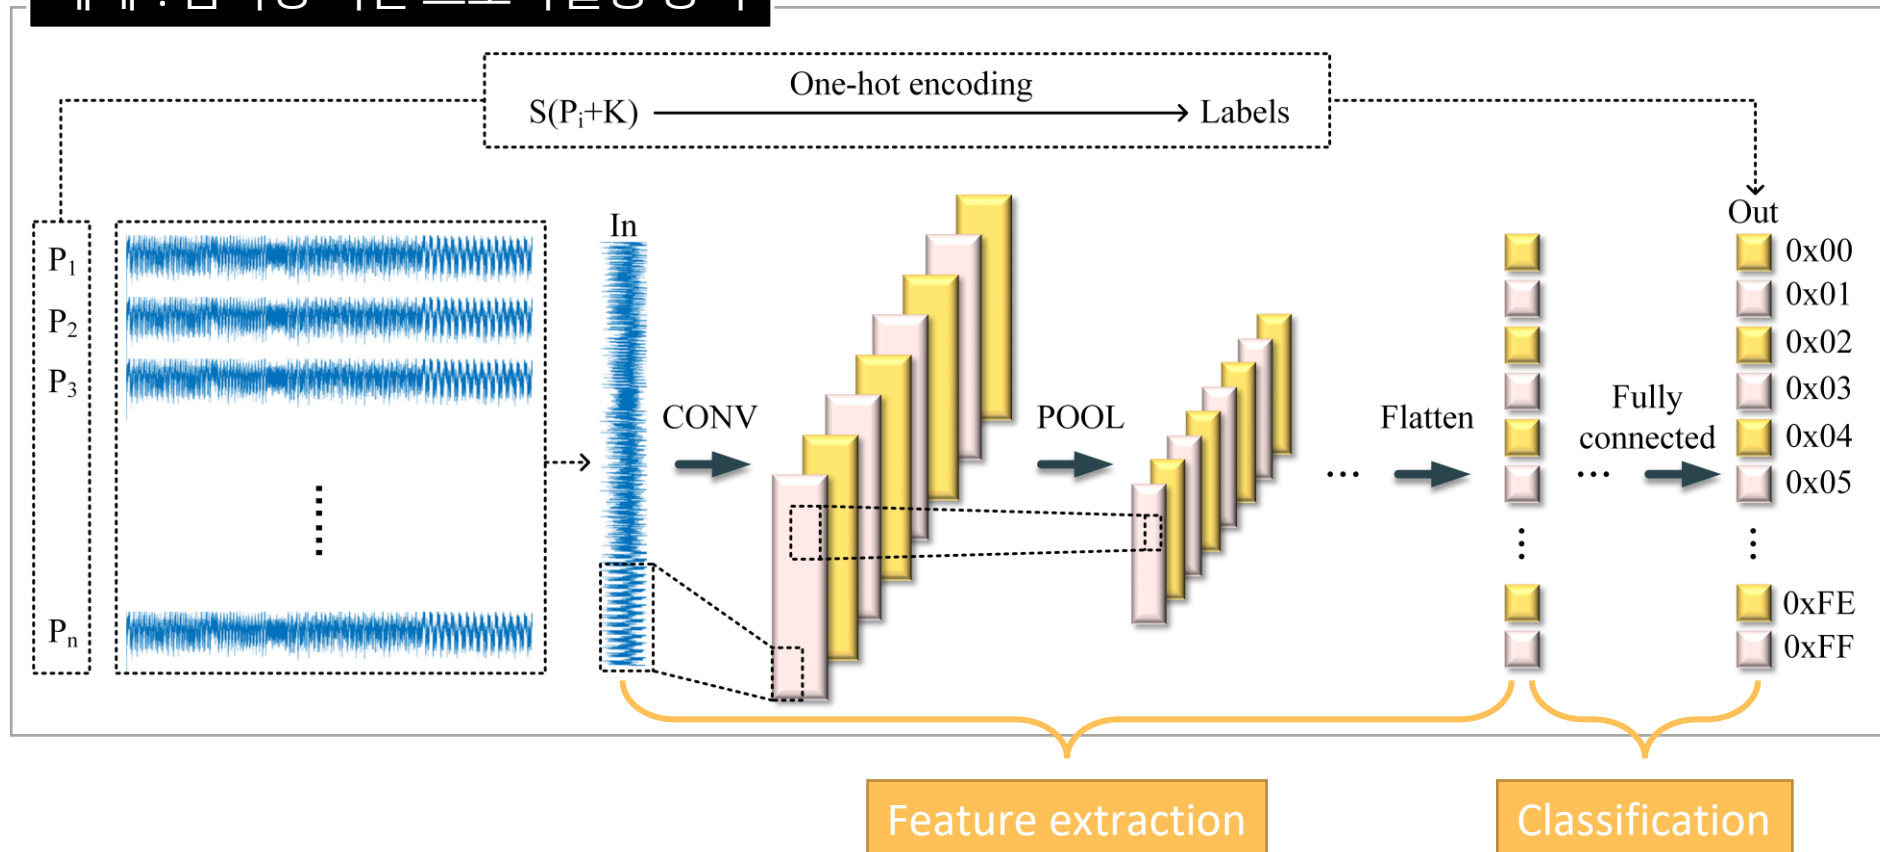 One-hot encoding
S(Pᵢ+K)
Labels
In
Out
P₁
P₂
P₃
Pₙ
CONV
POOL
...
Flatten
...
Fully
connected
0x00
0x01
0x02
0x03
0x04
0x05
0xFE
0xFF
Feature extraction
Classification